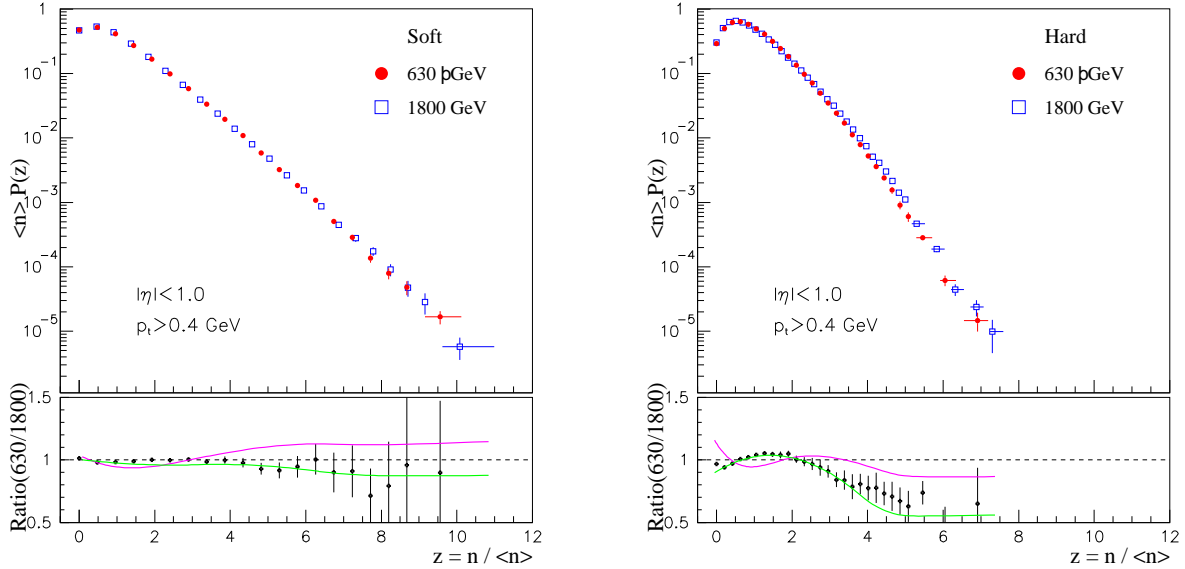 <n>P(z)
1
10⁻¹
10⁻²
10⁻³
10⁻⁴
10⁻⁵
Soft
630 þGeV
1800 GeV
|η|<1.0
pₜ>0.4 GeV
Ratio(630/1800)
1.5
1
0.5
0 2 4 6 8 10 12
z = n / <n>
<n>P(z)
1
10⁻¹
10⁻²
10⁻³
10⁻⁴
10⁻⁵
Hard
630 þGeV
1800 GeV
|η|<1.0
pₜ>0.4 GeV
Ratio(630/1800)
1.5
1
0.5
0 2 4 6 8 10 12
z = n / <n>